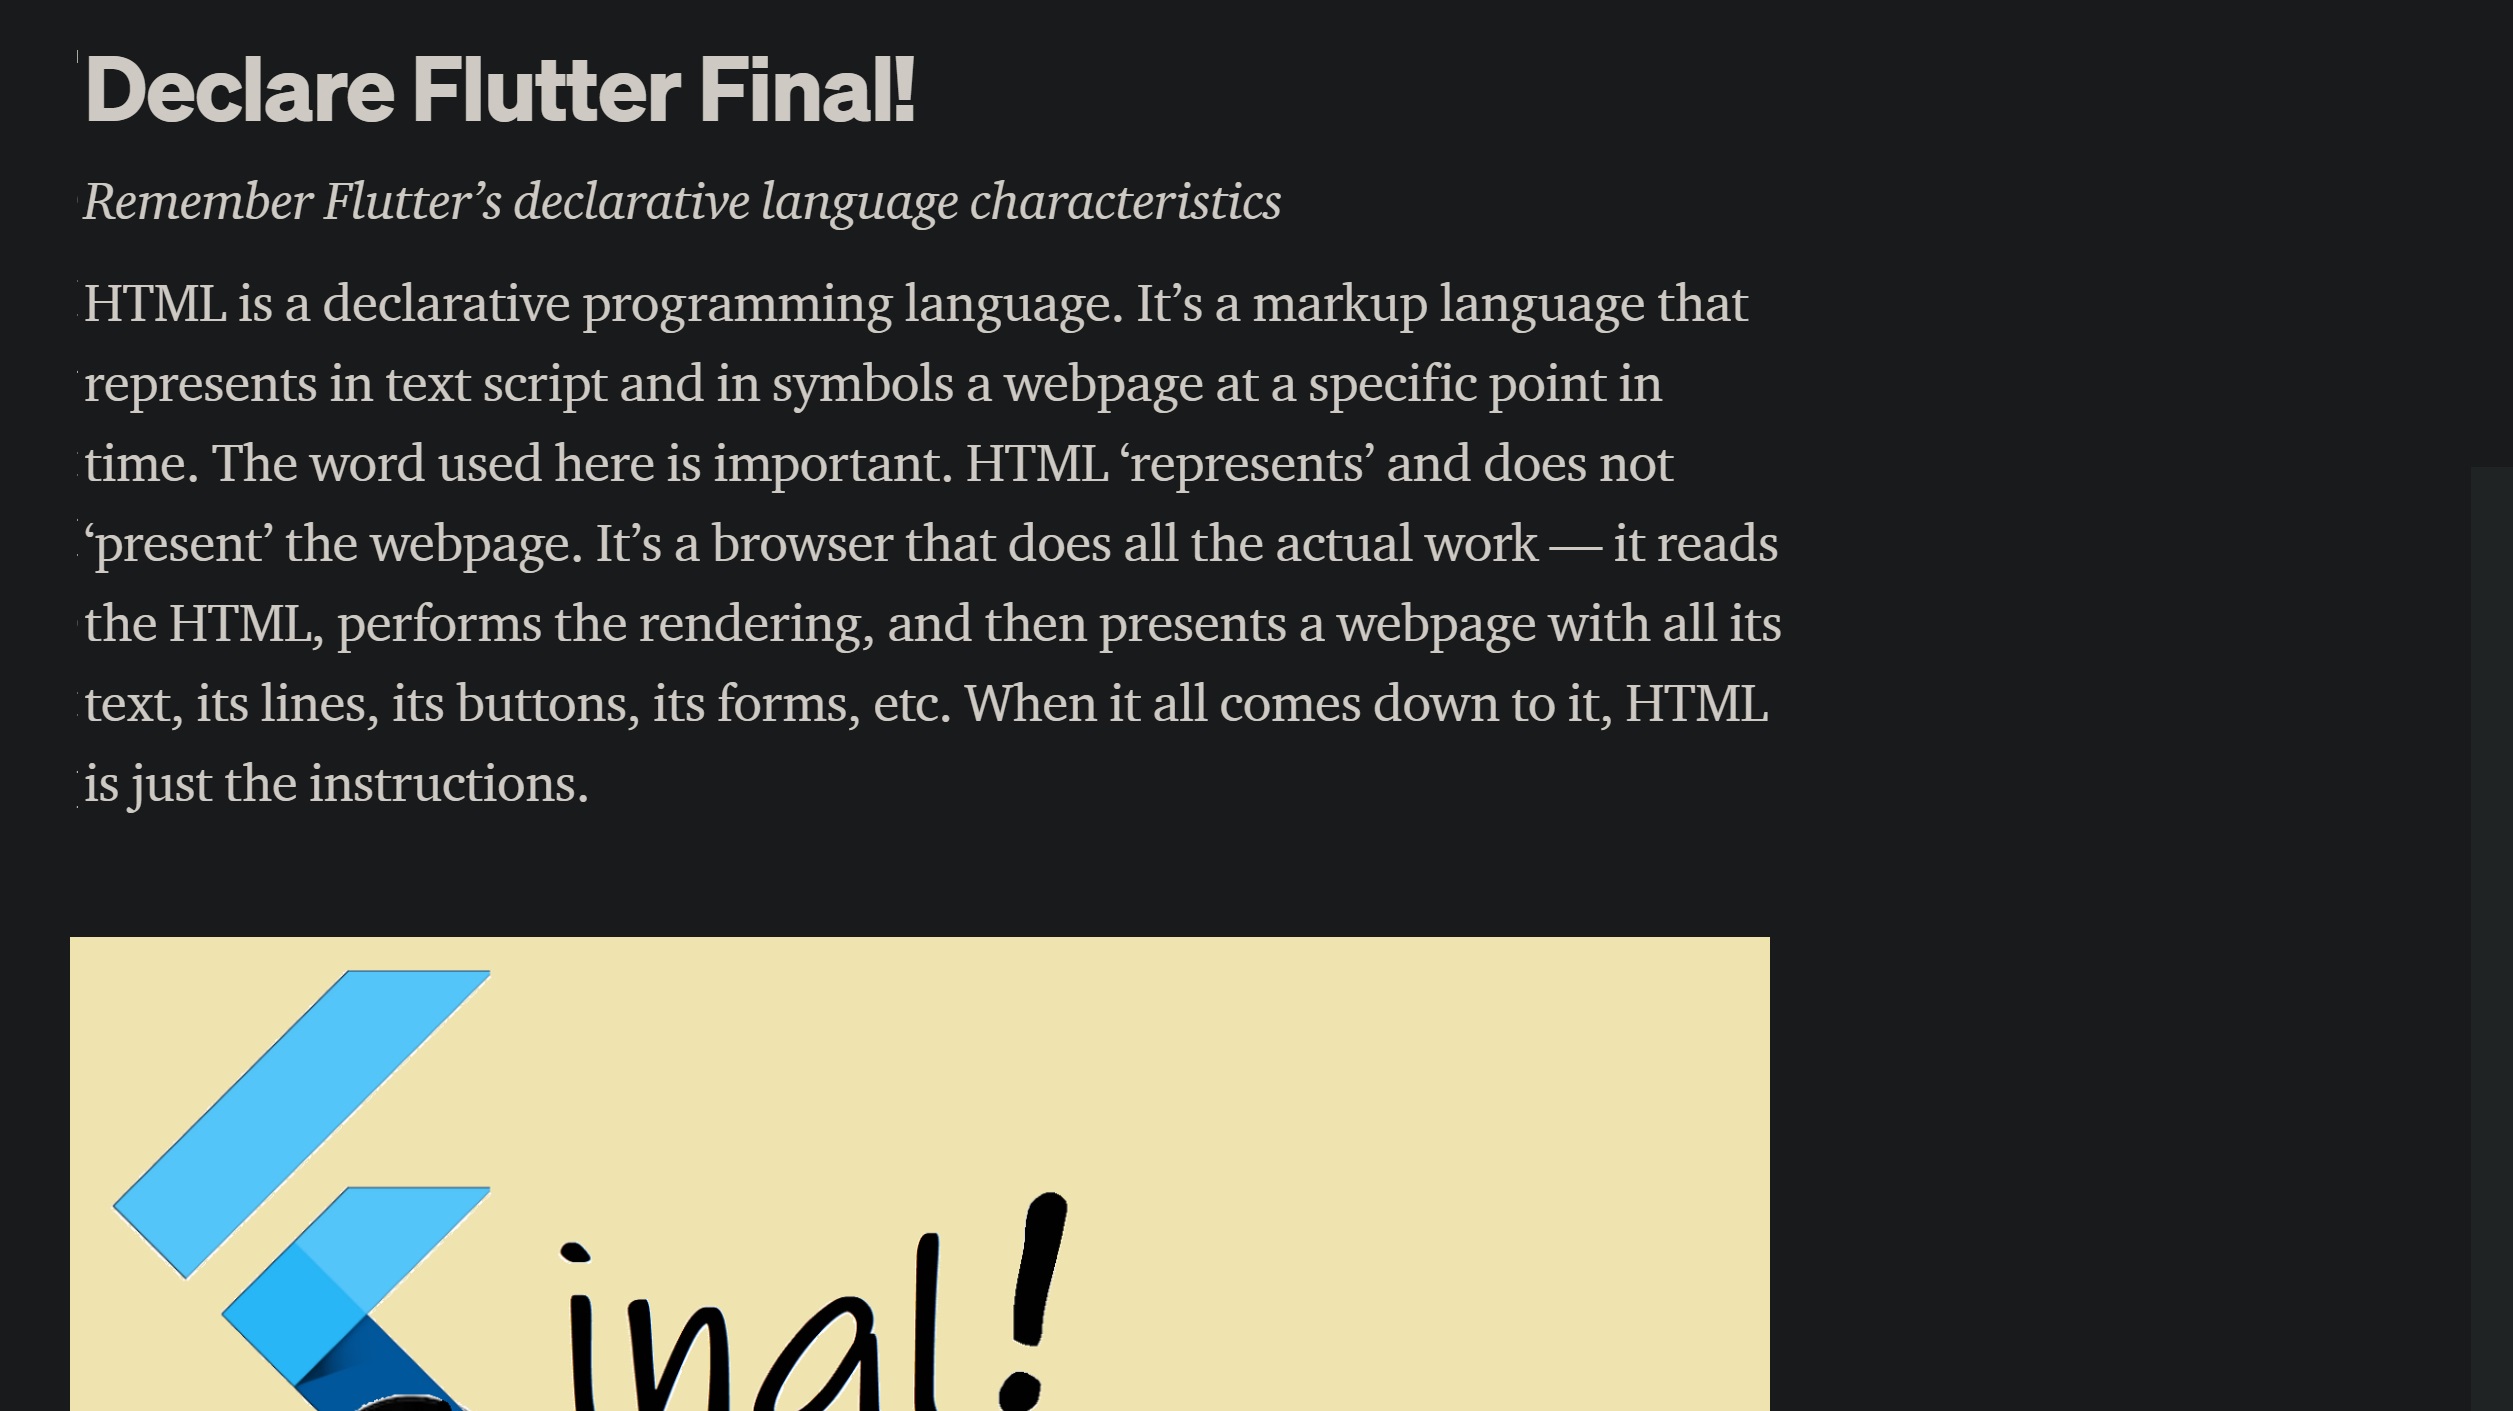 Declare Flutter Final!
Remember Flutter’s declarative language characteristics
HTML is a declarative programming language. It’s a markup language that
represents in text script and in symbols a webpage at a specific point in
time. The word used here is important. HTML ‘represents’ and does not
‘present’ the webpage. It’s a browser that does all the actual work — it reads
the HTML, performs the rendering, and then presents a webpage with all its
text, its lines, its buttons, its forms, etc. When it all comes down to it, HTML
is just the instructions.
inal!